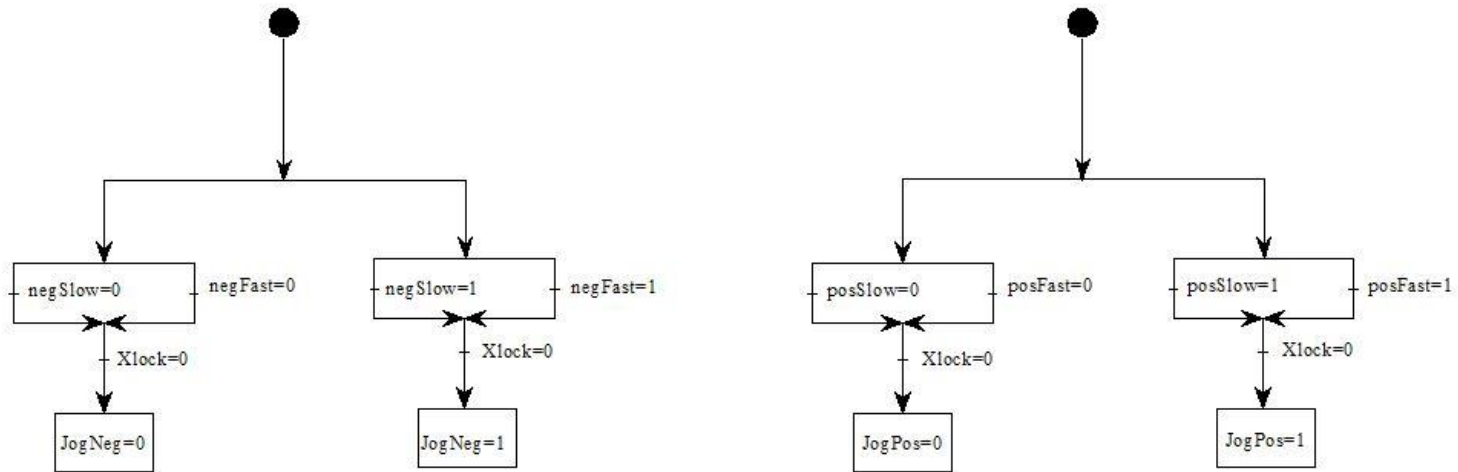 negSlow=0
negFast=0
negSlow=1
negFast=1
Xlock=0
Xlock=0
JogNeg=0
JogNeg=1
posSlow=0
posFast=0
posSlow=1
posFast=1
Xlock=0
Xlock=0
JogPos=0
JogPos=1